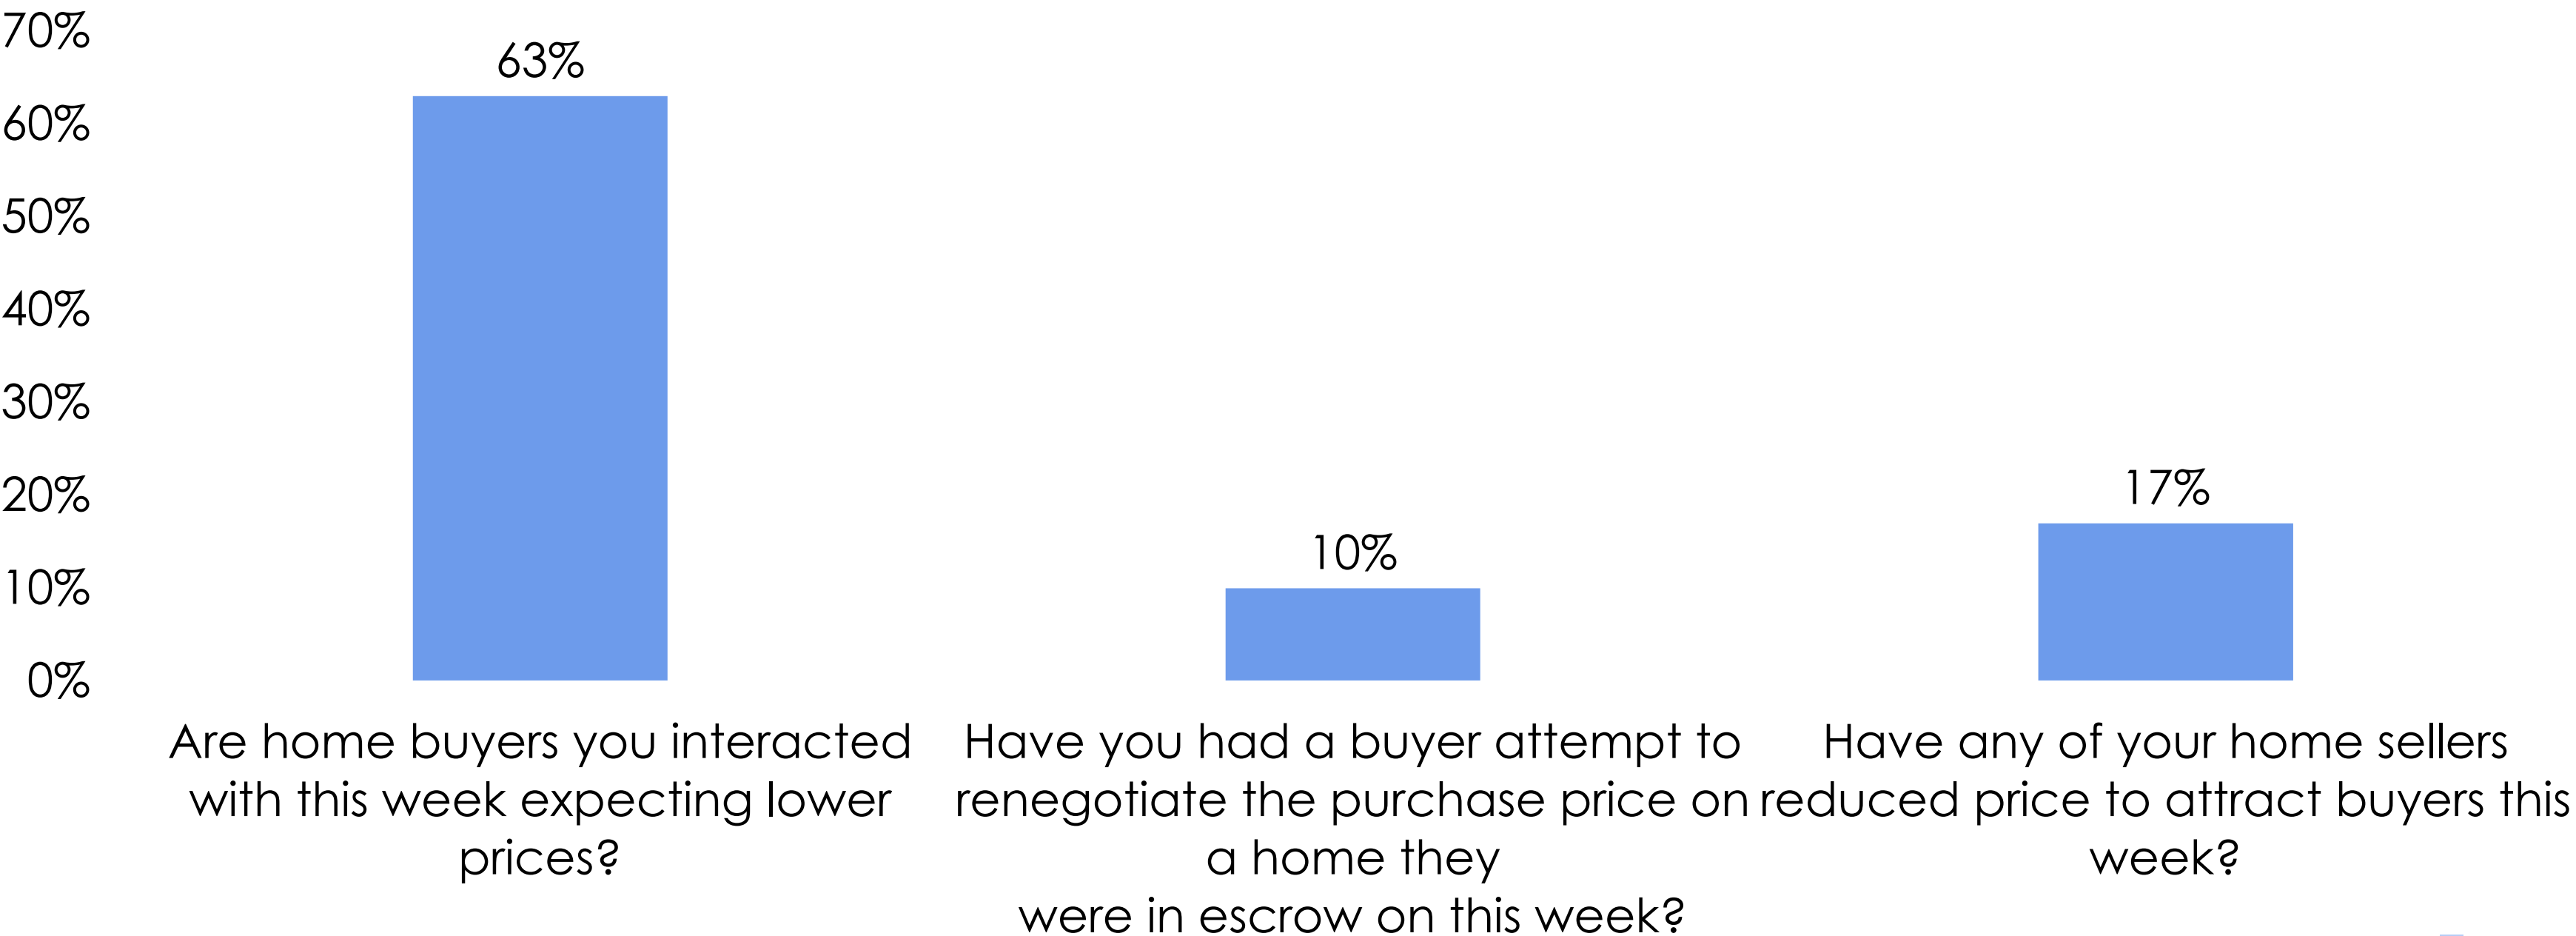 70%
60%
50%
40%
30%
20%
10%
0%
63%
10%
17%
Are home buyers you interacted
with this week expecting lower
prices?
Have you had a buyer attempt to
renegotiate the purchase price on
a home they
were in escrow on this week?
Have any of your home sellers
reduced price to attract buyers this
week?